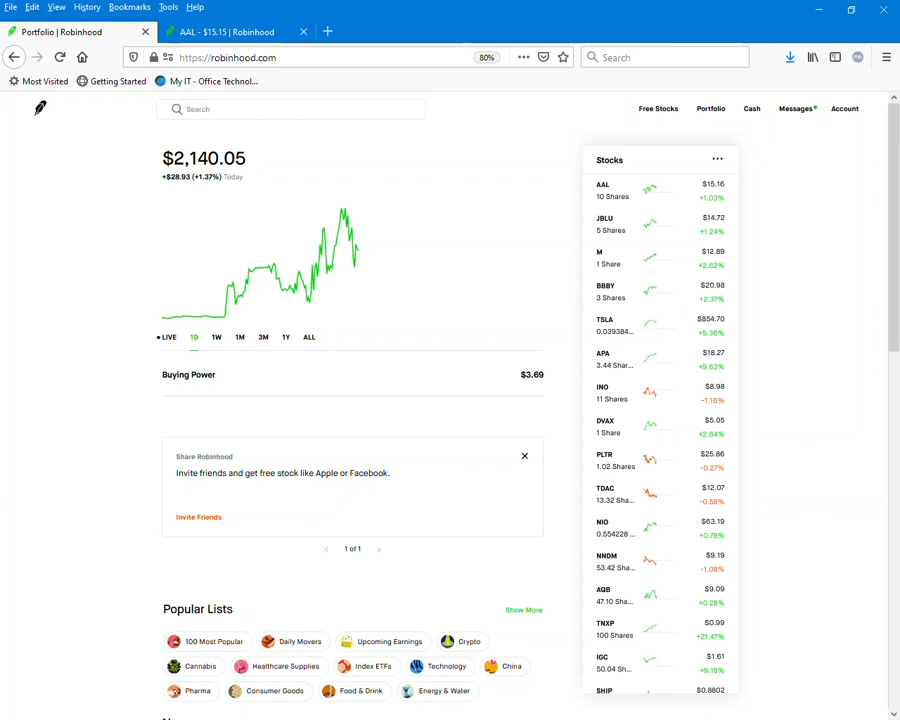 File Edit View History Bookmarks Tools Help
Portfolio | Robinhood
AAL - $15.15 | Robinhood
https://robinhood.com
80%
Search
Most Visited
Getting Started
My IT - Office Technol...
Search
Free Stocks
Portfolio
Cash
Messages
Account
$2,140.05
+$28.93 (+1.37%) Today
LIVE 1D 1W 1M 3M 1Y ALL
Buying Power $3.69
Share Robinhood
Invite friends and get free stock like Apple or Facebook.
Invite Friends
1 of 1
Popular Lists
Show More
100 Most Popular
Daily Movers
Upcoming Earnings
Crypto
Cannabis
Healthcare Supplies
Index ETFs
Technology
China
Pharma
Consumer Goods
Food & Drink
Energy & Water
Stocks
AAL $15.16
10 Shares +1.03%
JBLU $14.72
5 Shares +1.24%
M $12.89
1 Share +2.62%
BBBY $20.98
3 Shares +2.37%
TSLA $854.70
0.039384... +5.36%
APA $18.27
3.44 Shar... +9.63%
INO $8.98
11 Shares -1.16%
DVAX $5.05
1 Share +2.64%
PLTR $25.86
1.02 Shares -0.27%
TDAC $12.07
13.32 Sha... -0.58%
NIO $63.19
0.554228 ... +0.78%
NNDM $9.19
53.42 Sha... -1.08%
AQB $9.09
47.10 Sha... +0.28%
TNXP $0.99
100 Shares +21.47%
IGC $1.61
50.04 Sh... +9.18%
SHIP $0.8802